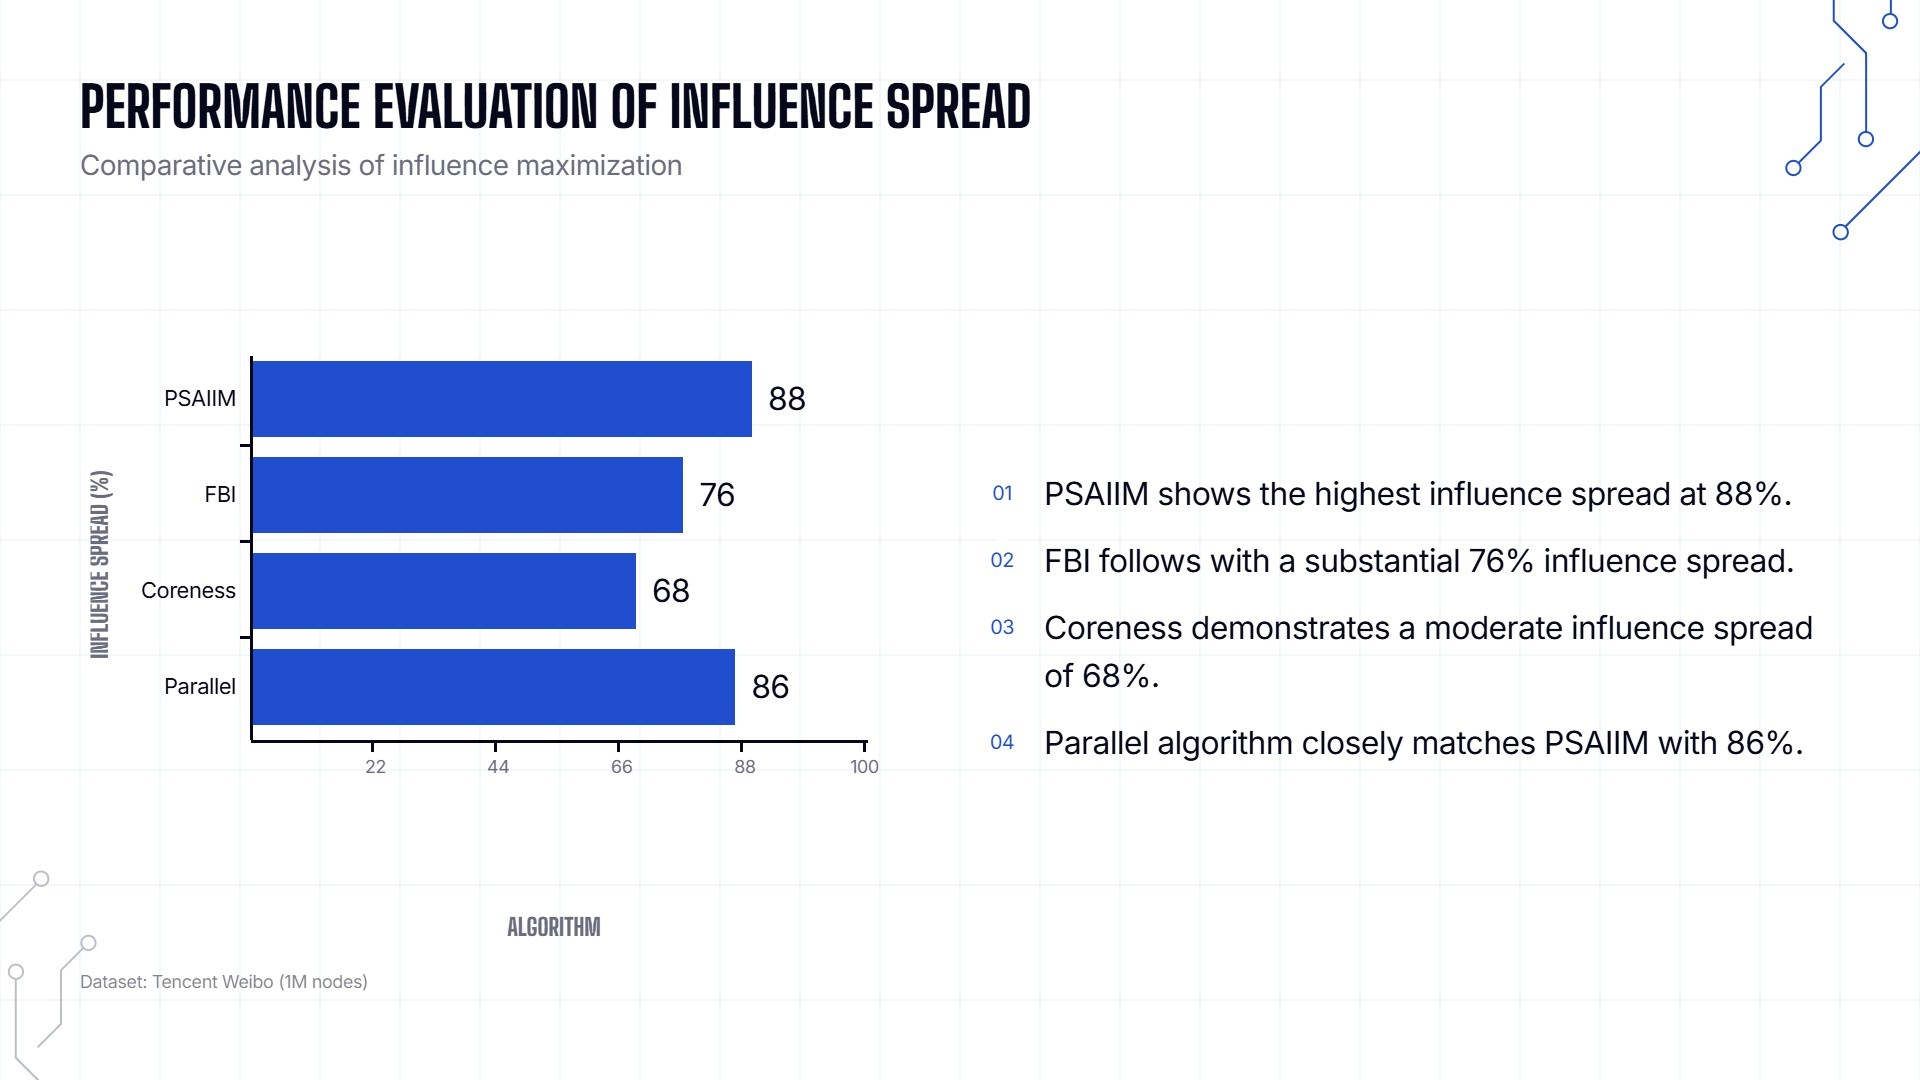 PERFORMANCE EVALUATION OF INFLUENCE SPREAD
Comparative analysis of influence maximization
INFLUENCE SPREAD (%)
PSAIIM
88
FBI
76
Coreness
68
Parallel
86
22 44 66 88 100
ALGORITHM
01 PSAIIM shows the highest influence spread at 88%.
02 FBI follows with a substantial 76% influence spread.
03 Coreness demonstrates a moderate influence spread
of 68%.
04 Parallel algorithm closely matches PSAIIM with 86%.
Dataset: Tencent Weibo (1M nodes)